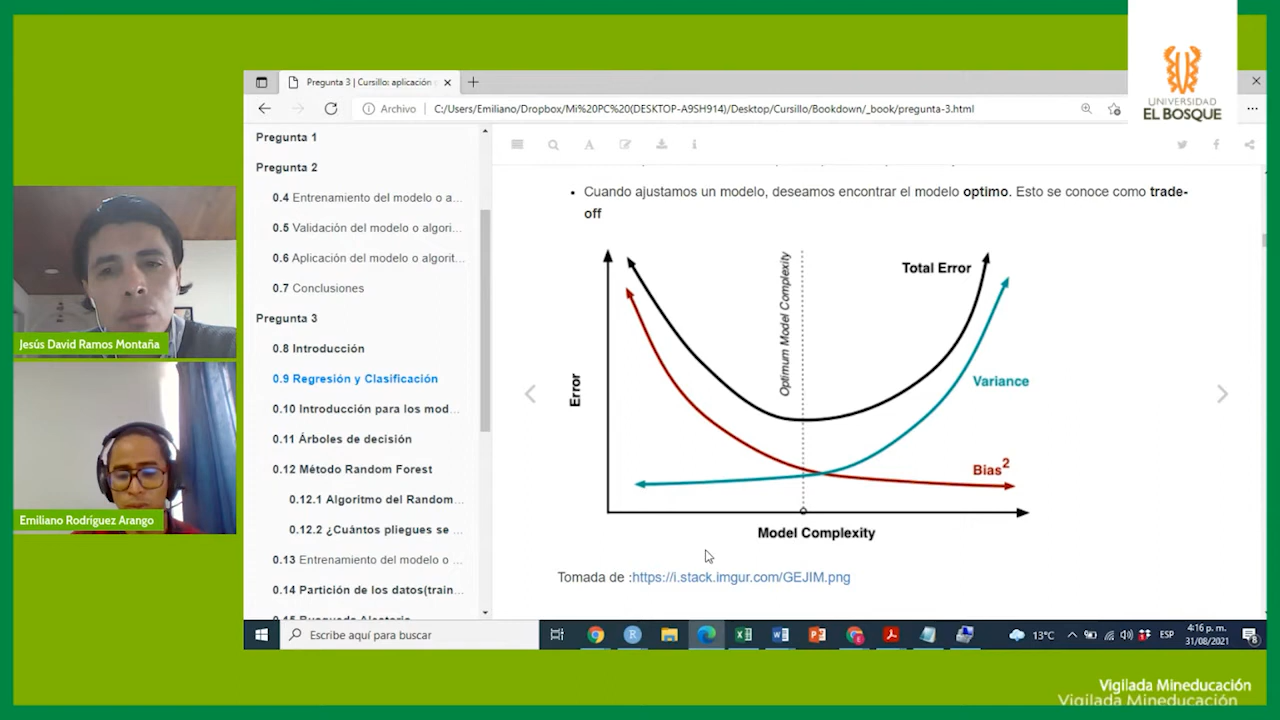 UNIVERSIDAD
EL BOSQUE
Pregunta 3 | Cursillo: aplicación
Archivo
C:/Users/Emiliano/Dropbox/Mi%20PC%20(DESKTOP-A9SH914)/Desktop/Cursillo/Bookdown/_book/pregunta-3.html
Pregunta 1
Pregunta 2
0.4 Entrenamiento del modelo o a...
0.5 Validación del modelo o algori...
0.6 Aplicación del modelo o algorit...
0.7 Conclusiones
Pregunta 3
0.8 Introducción
0.9 Regresión y Clasificación
0.10 Introducción para los mod...
0.11 Árboles de decisión
0.12 Método Random Forest
0.12.1 Algoritmo del Random...
0.12.2 ¿Cuántos pliegues se ...
0.13 Entrenamiento del modelo o ...
0.14 Partición de los datos(train...
• Cuando ajustamos un modelo, deseamos encontrar el modelo optimo. Esto se conoce como trade-
off
Total Error
Optimum Model Complexity
Error
Variance
Bias²
Model Complexity
Tomada de :https://i.stack.imgur.com/GEJIM.png
Jesús David Ramos Montaña
Emiliano Rodríguez Arango
Escribe aquí para buscar
13°C
ESP
4:16 p. m.
31/08/2021
Vigilada Mineducación
Vigilada Mineducación